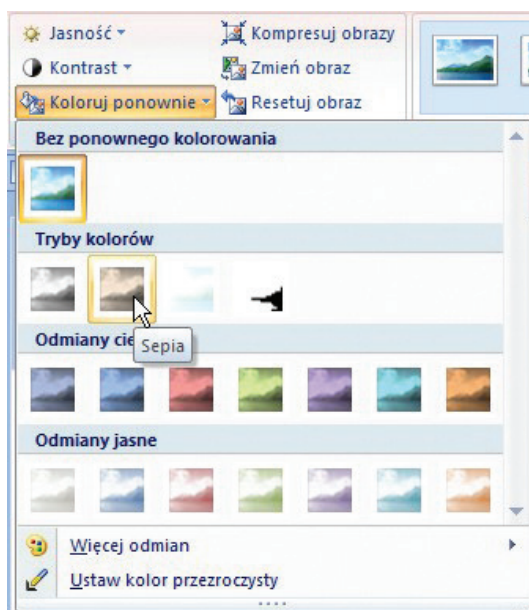 Jasność
Kompresuj obrazy
Kontrast
Zmień obraz
Koloruj ponownie
Resetuj obraz
Bez ponownego kolorowania
Tryby kolorów
Sepia
Odmiany
Odmiany jasne
Więcej odmian
Ustaw kolor przezroczysty